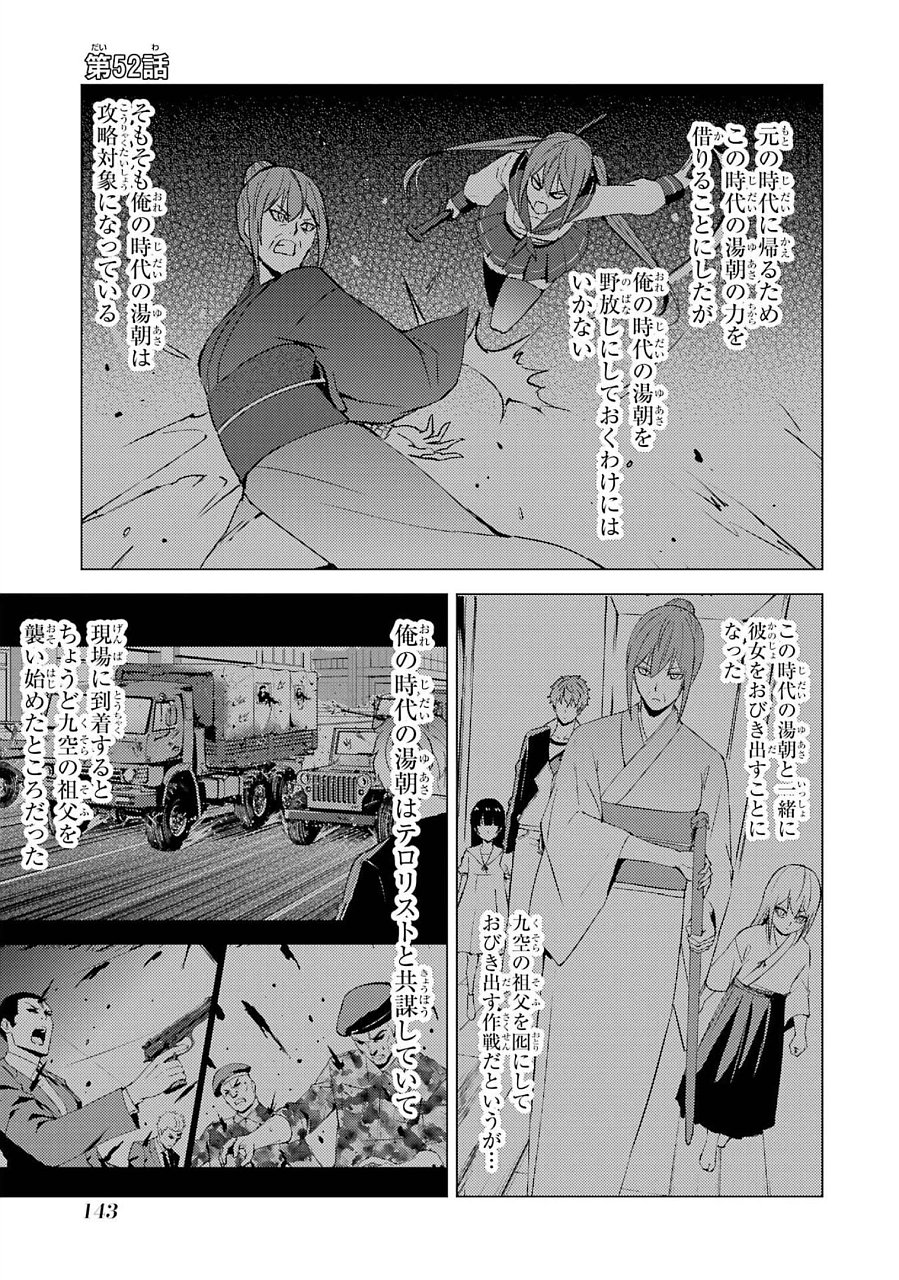 第52話
元の時代に帰るため
この時代の湯朝の力を
借りることにしたが
俺の時代の湯朝を
野放しにしておくわけには
いかない
そもそも俺の時代の湯朝は
攻略対象になっている
この時代の湯朝と一緒に
彼女をおびき出すことに
なった
九空の祖父を囮にして
おびき出す作戦だというが…
俺の時代の湯朝はテロリストと共謀していて
現場に到着すると
ちょうど九空の祖父を
襲い始めたところだった
143